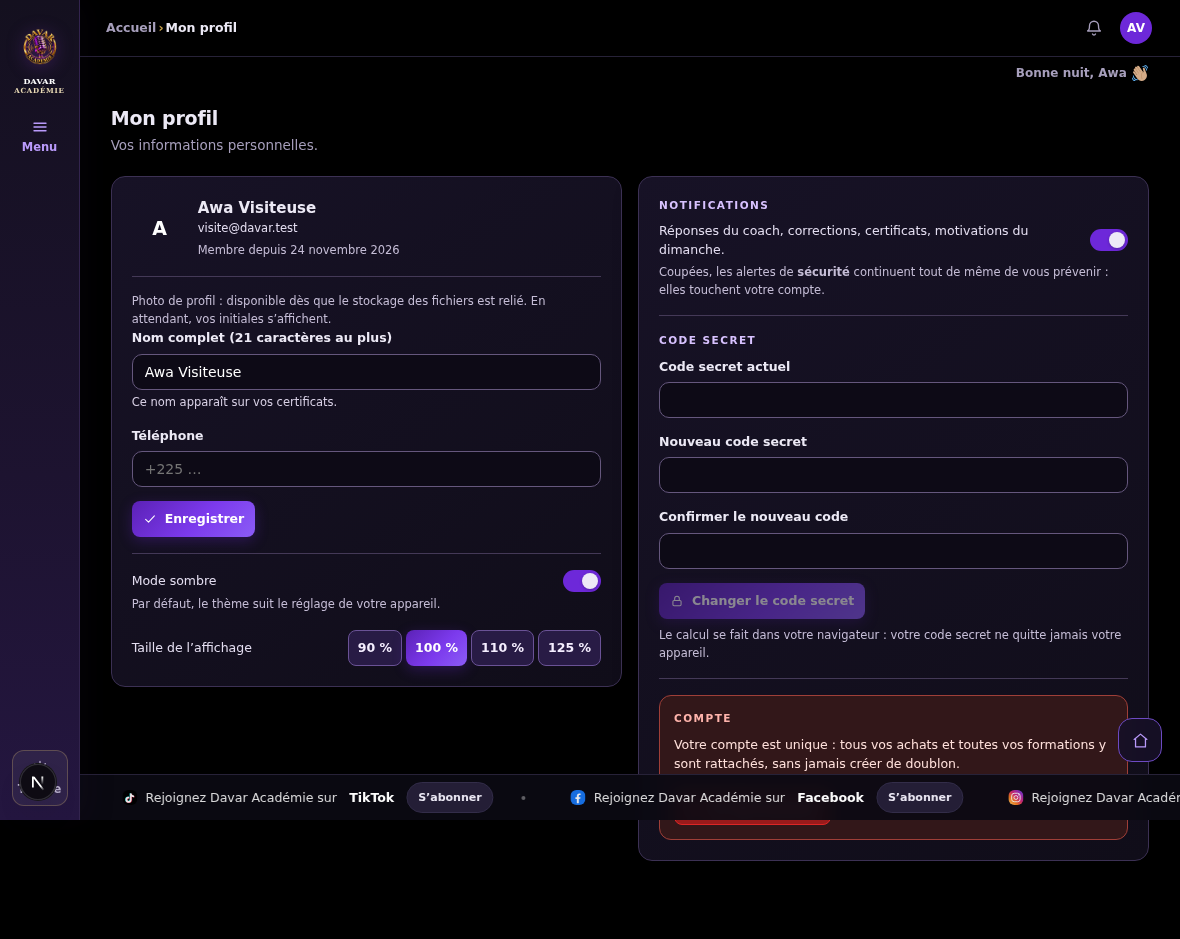 DAVAR
ACADÉMIE
Menu
Accueil › Mon profil
AV
Bonne nuit, Awa 👋🏼
Mon profil
Vos informations personnelles.
A
Awa Visiteuse
visite@davar.test
Membre depuis 24 novembre 2026
Photo de profil : disponible dès que le stockage des fichiers est relié. En
attendant, vos initiales s’affichent.
Nom complet (21 caractères au plus)
Awa Visiteuse
Ce nom apparaît sur vos certificats.
Téléphone
+225 …
Enregistrer
Mode sombre
Par défaut, le thème suit le réglage de votre appareil.
Taille de l’affichage
90 %
100 %
110 %
125 %
NOTIFICATIONS
Réponses du coach, corrections, certificats, motivations du
dimanche.
Coupées, les alertes de sécurité continuent tout de même de vous prévenir :
elles touchent votre compte.
CODE SECRET
Code secret actuel
Nouveau code secret
Confirmer le nouveau code
Changer le code secret
Le calcul se fait dans votre navigateur : votre code secret ne quitte jamais votre
appareil.
COMPTE
Votre compte est unique : tous vos achats et toutes vos formations y
sont rattachés, sans jamais créer de doublon.
N
Rejoignez Davar Académie sur TikTok S’abonner • Rejoignez Davar Académie sur Facebook S’abonner Rejoignez Davar